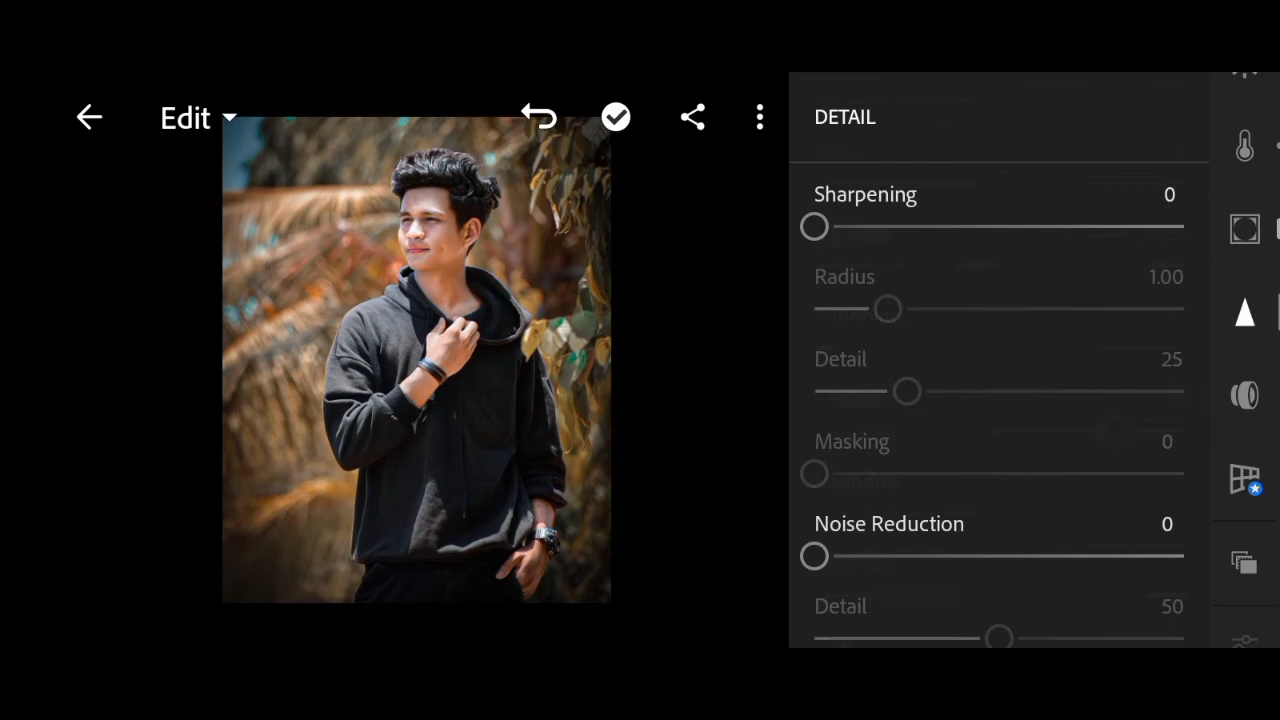 Edit
DETAIL
Sharpening 0
Radius 1.00
Detail 25
Masking 0
Noise Reduction 0
Detail 50